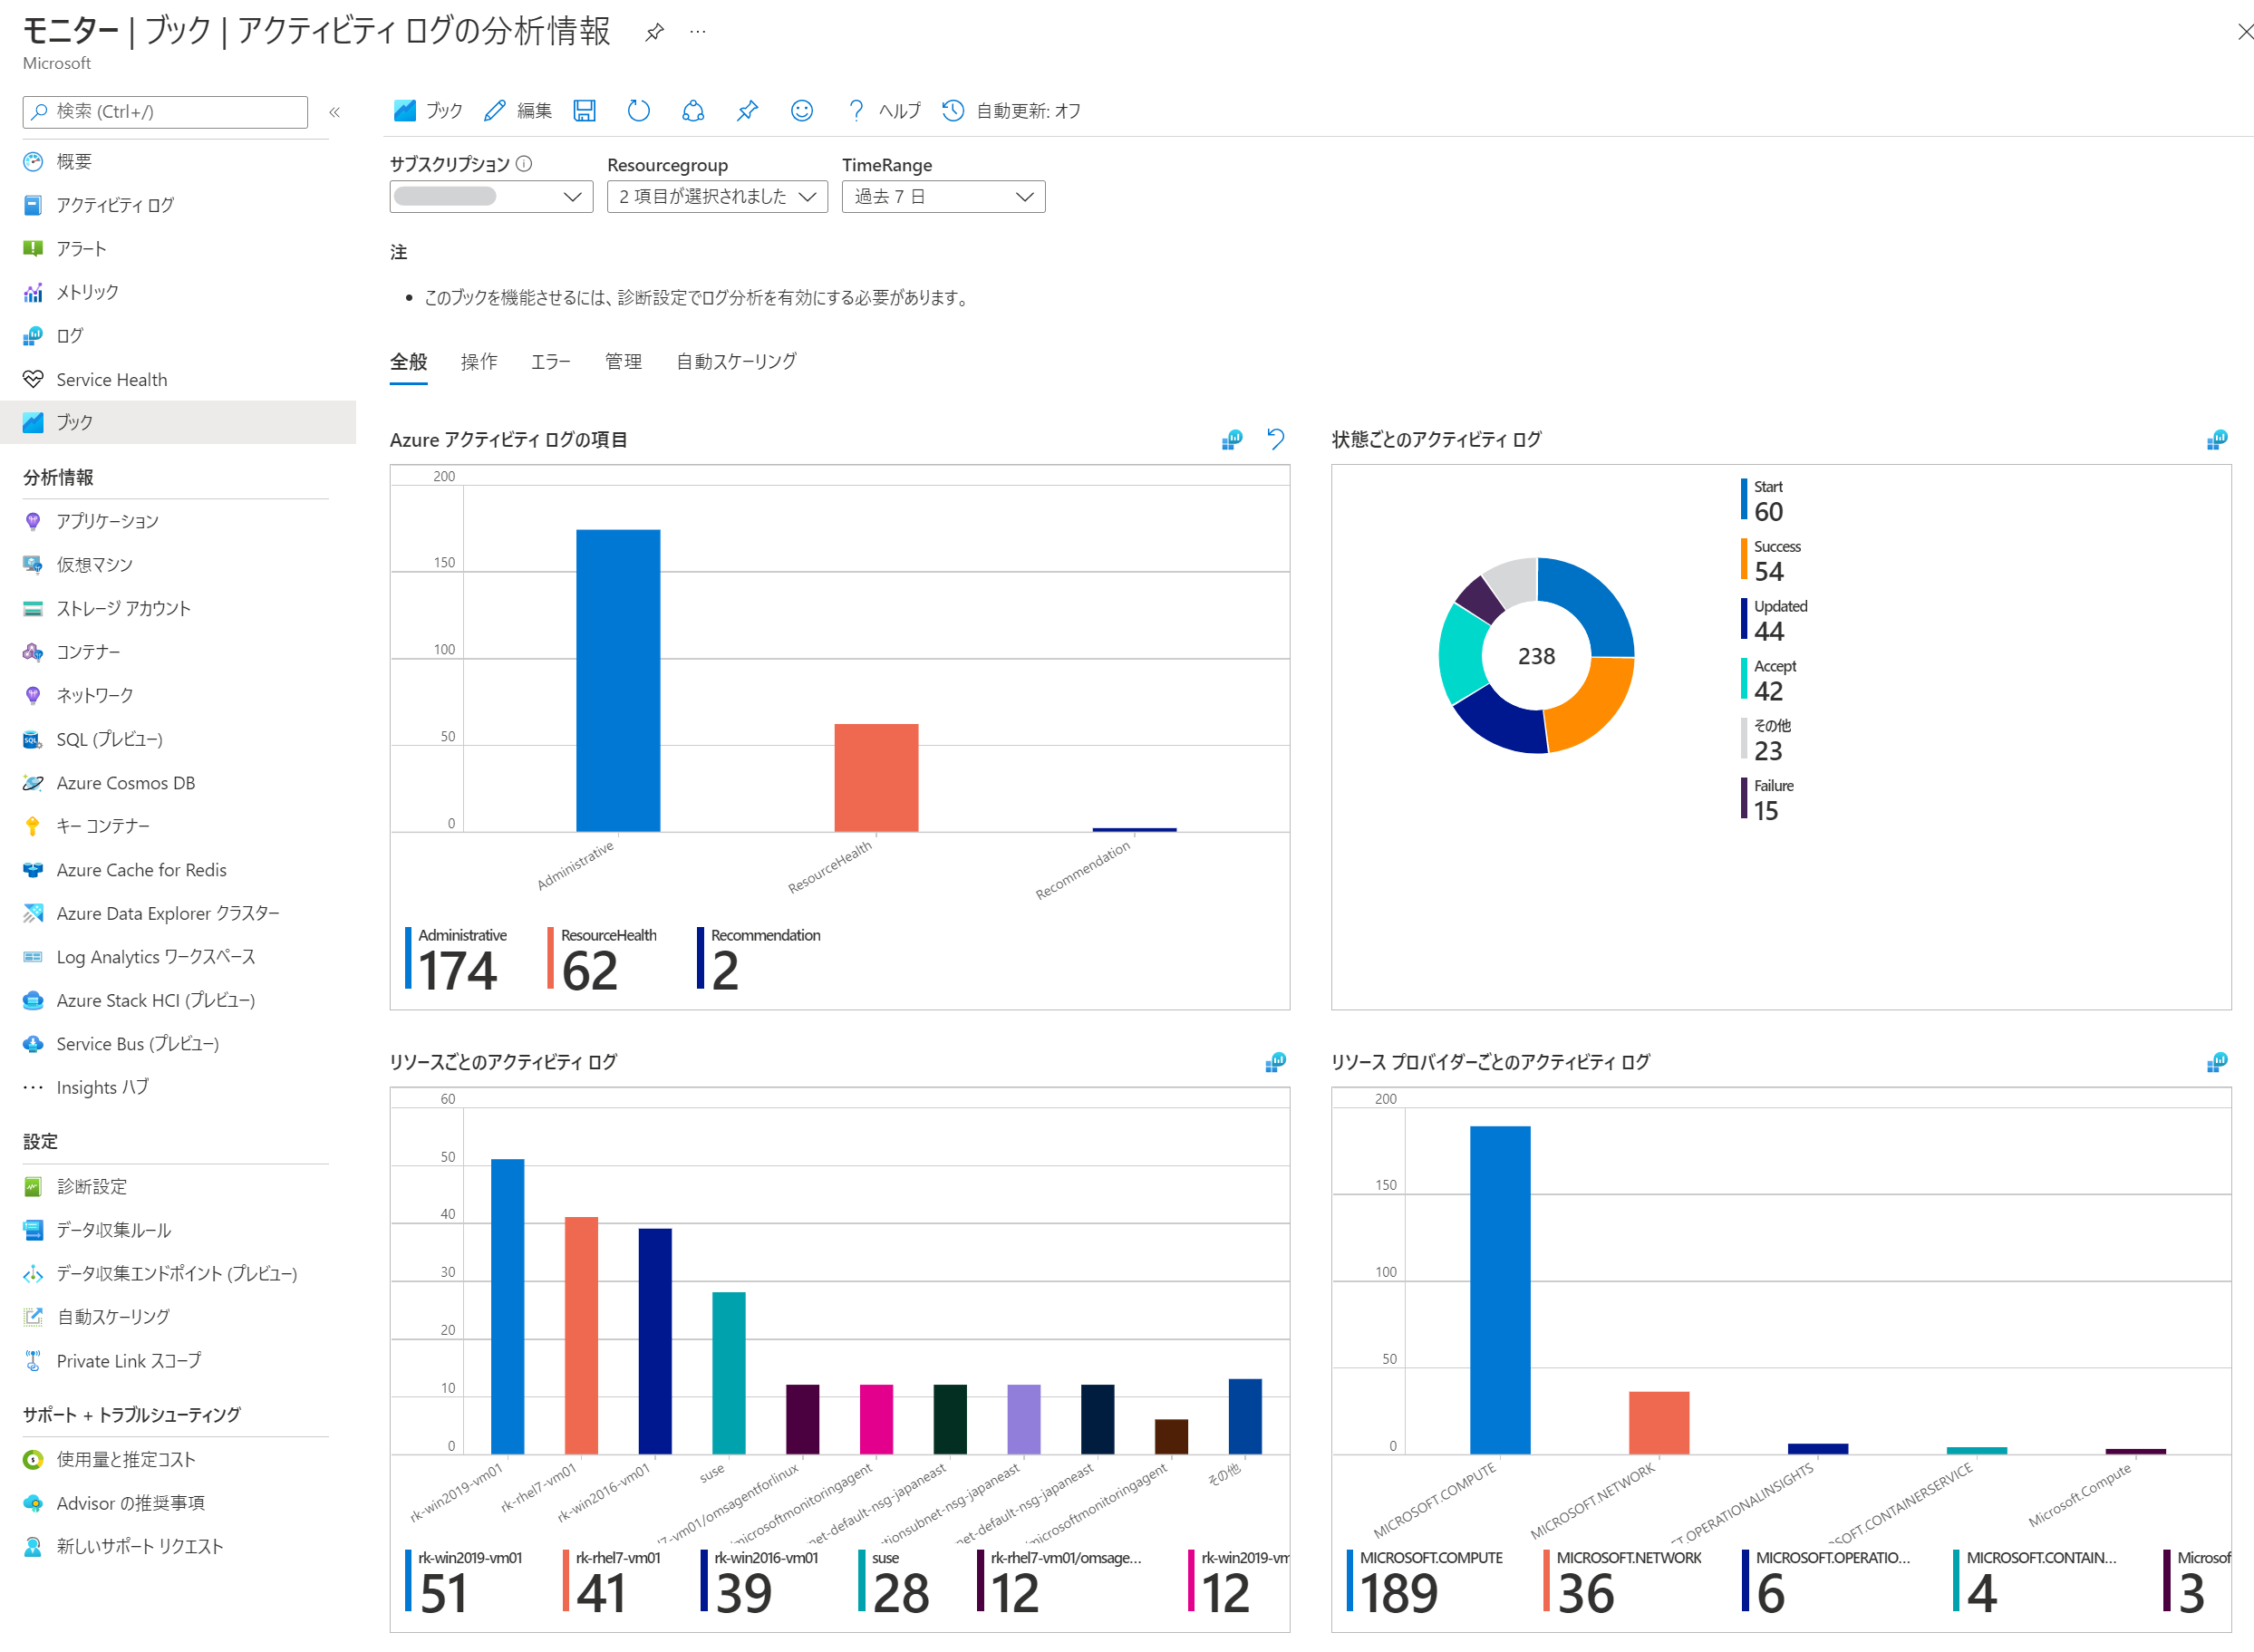 モニター | ブック | アクティビティ ログの分析情報 …
Microsoft
検索 (Ctrl+/)
«
概要
アクティビティ ログ
アラート
メトリック
ログ
Service Health
ブック
分析情報
アプリケーション
仮想マシン
ストレージ アカウント
コンテナー
ネットワーク
SQL (プレビュー)
Azure Cosmos DB
キー コンテナー
Azure Cache for Redis
Azure Data Explorer クラスター
Log Analytics ワークスペース
Azure Stack HCI (プレビュー)
Service Bus (プレビュー)
Insights ハブ
設定
診断設定
データ収集ルール
データ収集エンドポイント (プレビュー)
自動スケーリング
Private Link スコープ
サポート + トラブルシューティング
使用量と推定コスト
Advisor の推奨事項
新しいサポート リクエスト
ブック 編集 ヘルプ 自動更新: オフ
サブスクリプション Resourcegroup TimeRange
2 項目が選択されました 過去 7 日
注
• このブックを機能させるには、診断設定でログ分析を有効にする必要があります。
全般 操作 エラー 管理 自動スケーリング
Azure アクティビティ ログの項目
200
150
100
50
0
Administrative ResourceHealth Recommendation
Administrative ResourceHealth Recommendation
174 62 2
状態ごとのアクティビティ ログ
238
Start
60
Success
54
Updated
44
Accept
42
その他
23
Failure
15
リソースごとのアクティビティ ログ
60
50
40
30
20
10
0
rk-win2019-vm01 rk-rhel7-vm01 rk-win2016-vm01 suse l7-vm01/omsagentforlinux /microsoftmonitoringagent net-default-nsg-japaneast tionsubnet-nsg-japaneast net-default-nsg-japaneast /microsoftmonitoringagent その他
rk-win2019-vm01 rk-rhel7-vm01 rk-win2016-vm01 suse rk-rhel7-vm01/omsage... rk-win2019-vm
51 41 39 28 12 12
リソース プロバイダーごとのアクティビティ ログ
200
150
100
50
0
MICROSOFT.COMPUTE MICROSOFT.NETWORK FT.OPERATIONALINSIGHTS OSOFT.CONTAINERSERVICE Microsoft.Compute
MICROSOFT.COMPUTE MICROSOFT.NETWORK MICROSOFT.OPERATIO... MICROSOFT.CONTAIN... Microsof
189 36 6 4 3